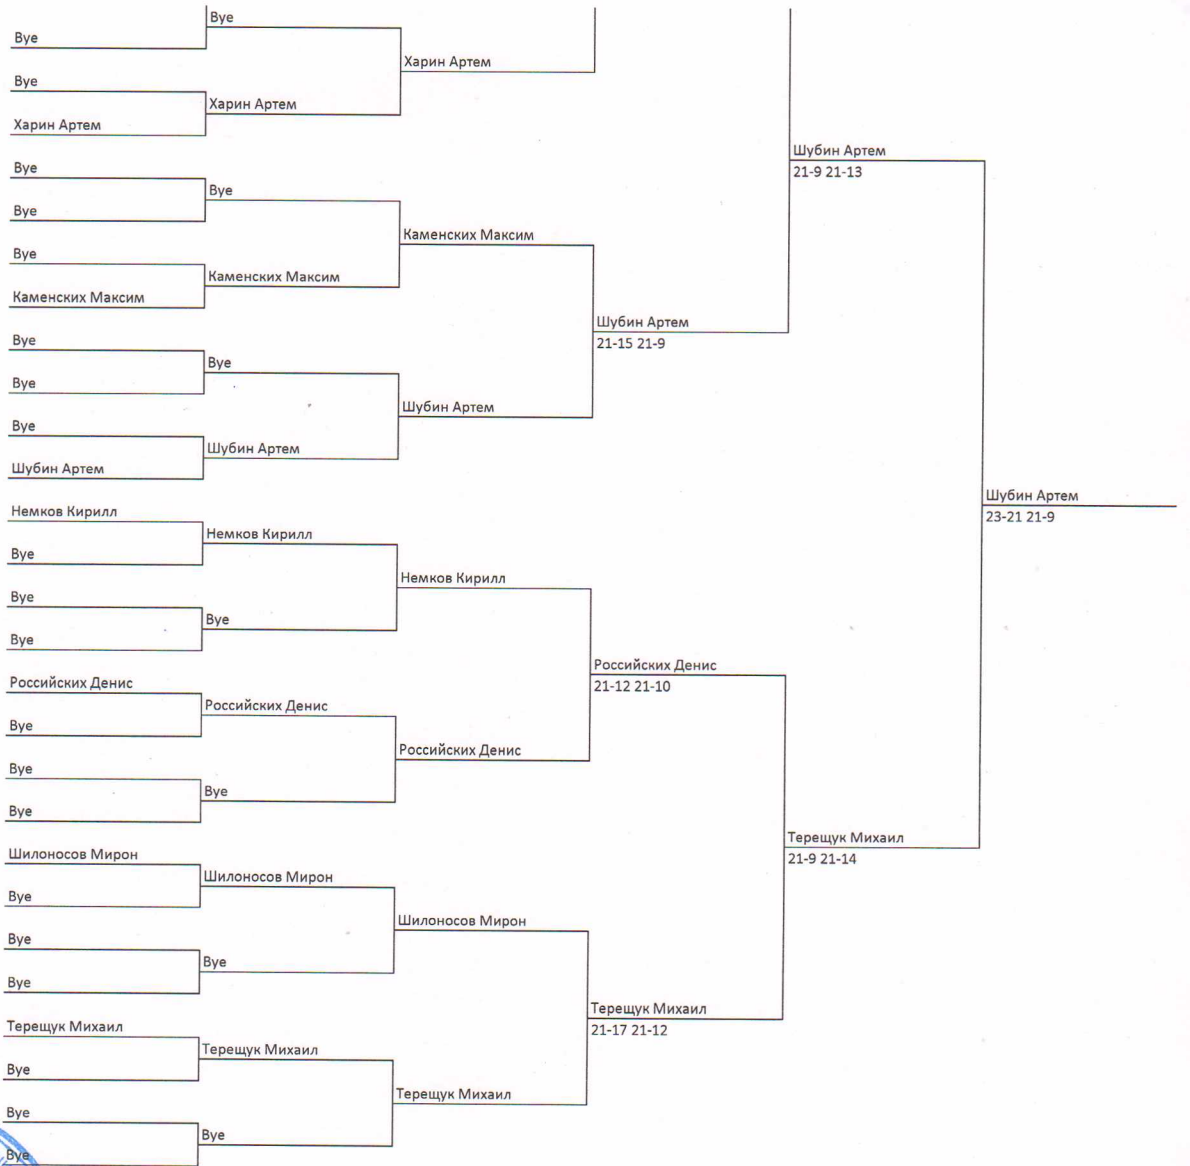 Bye
Bye
Харин Артем
Bye
Харин Артем
Харин Артем
Шубин Артем
21-9 21-13
Bye
Bye
Bye
Каменских Максим
Bye
Каменских Максим
Каменских Максим
Шубин Артем
21-15 21-9
Bye
Bye
Bye
Шубин Артем
Bye
Шубин Артем
Шубин Артем
Шубин Артем
23-21 21-9
Немков Кирилл
Немков Кирилл
Bye
Немков Кирилл
Bye
Bye
Bye
Российских Денис
21-12 21-10
Российских Денис
Российских Денис
Bye
Российских Денис
Bye
Bye
Bye
Терещук Михаил
21-9 21-14
Шилоносов Мирон
Шилоносов Мирон
Bye
Шилоносов Мирон
Bye
Bye
Bye
Терещук Михаил
21-17 21-12
Терещук Михаил
Терещук Михаил
Bye
Терещук Михаил
Bye
Bye
Bye